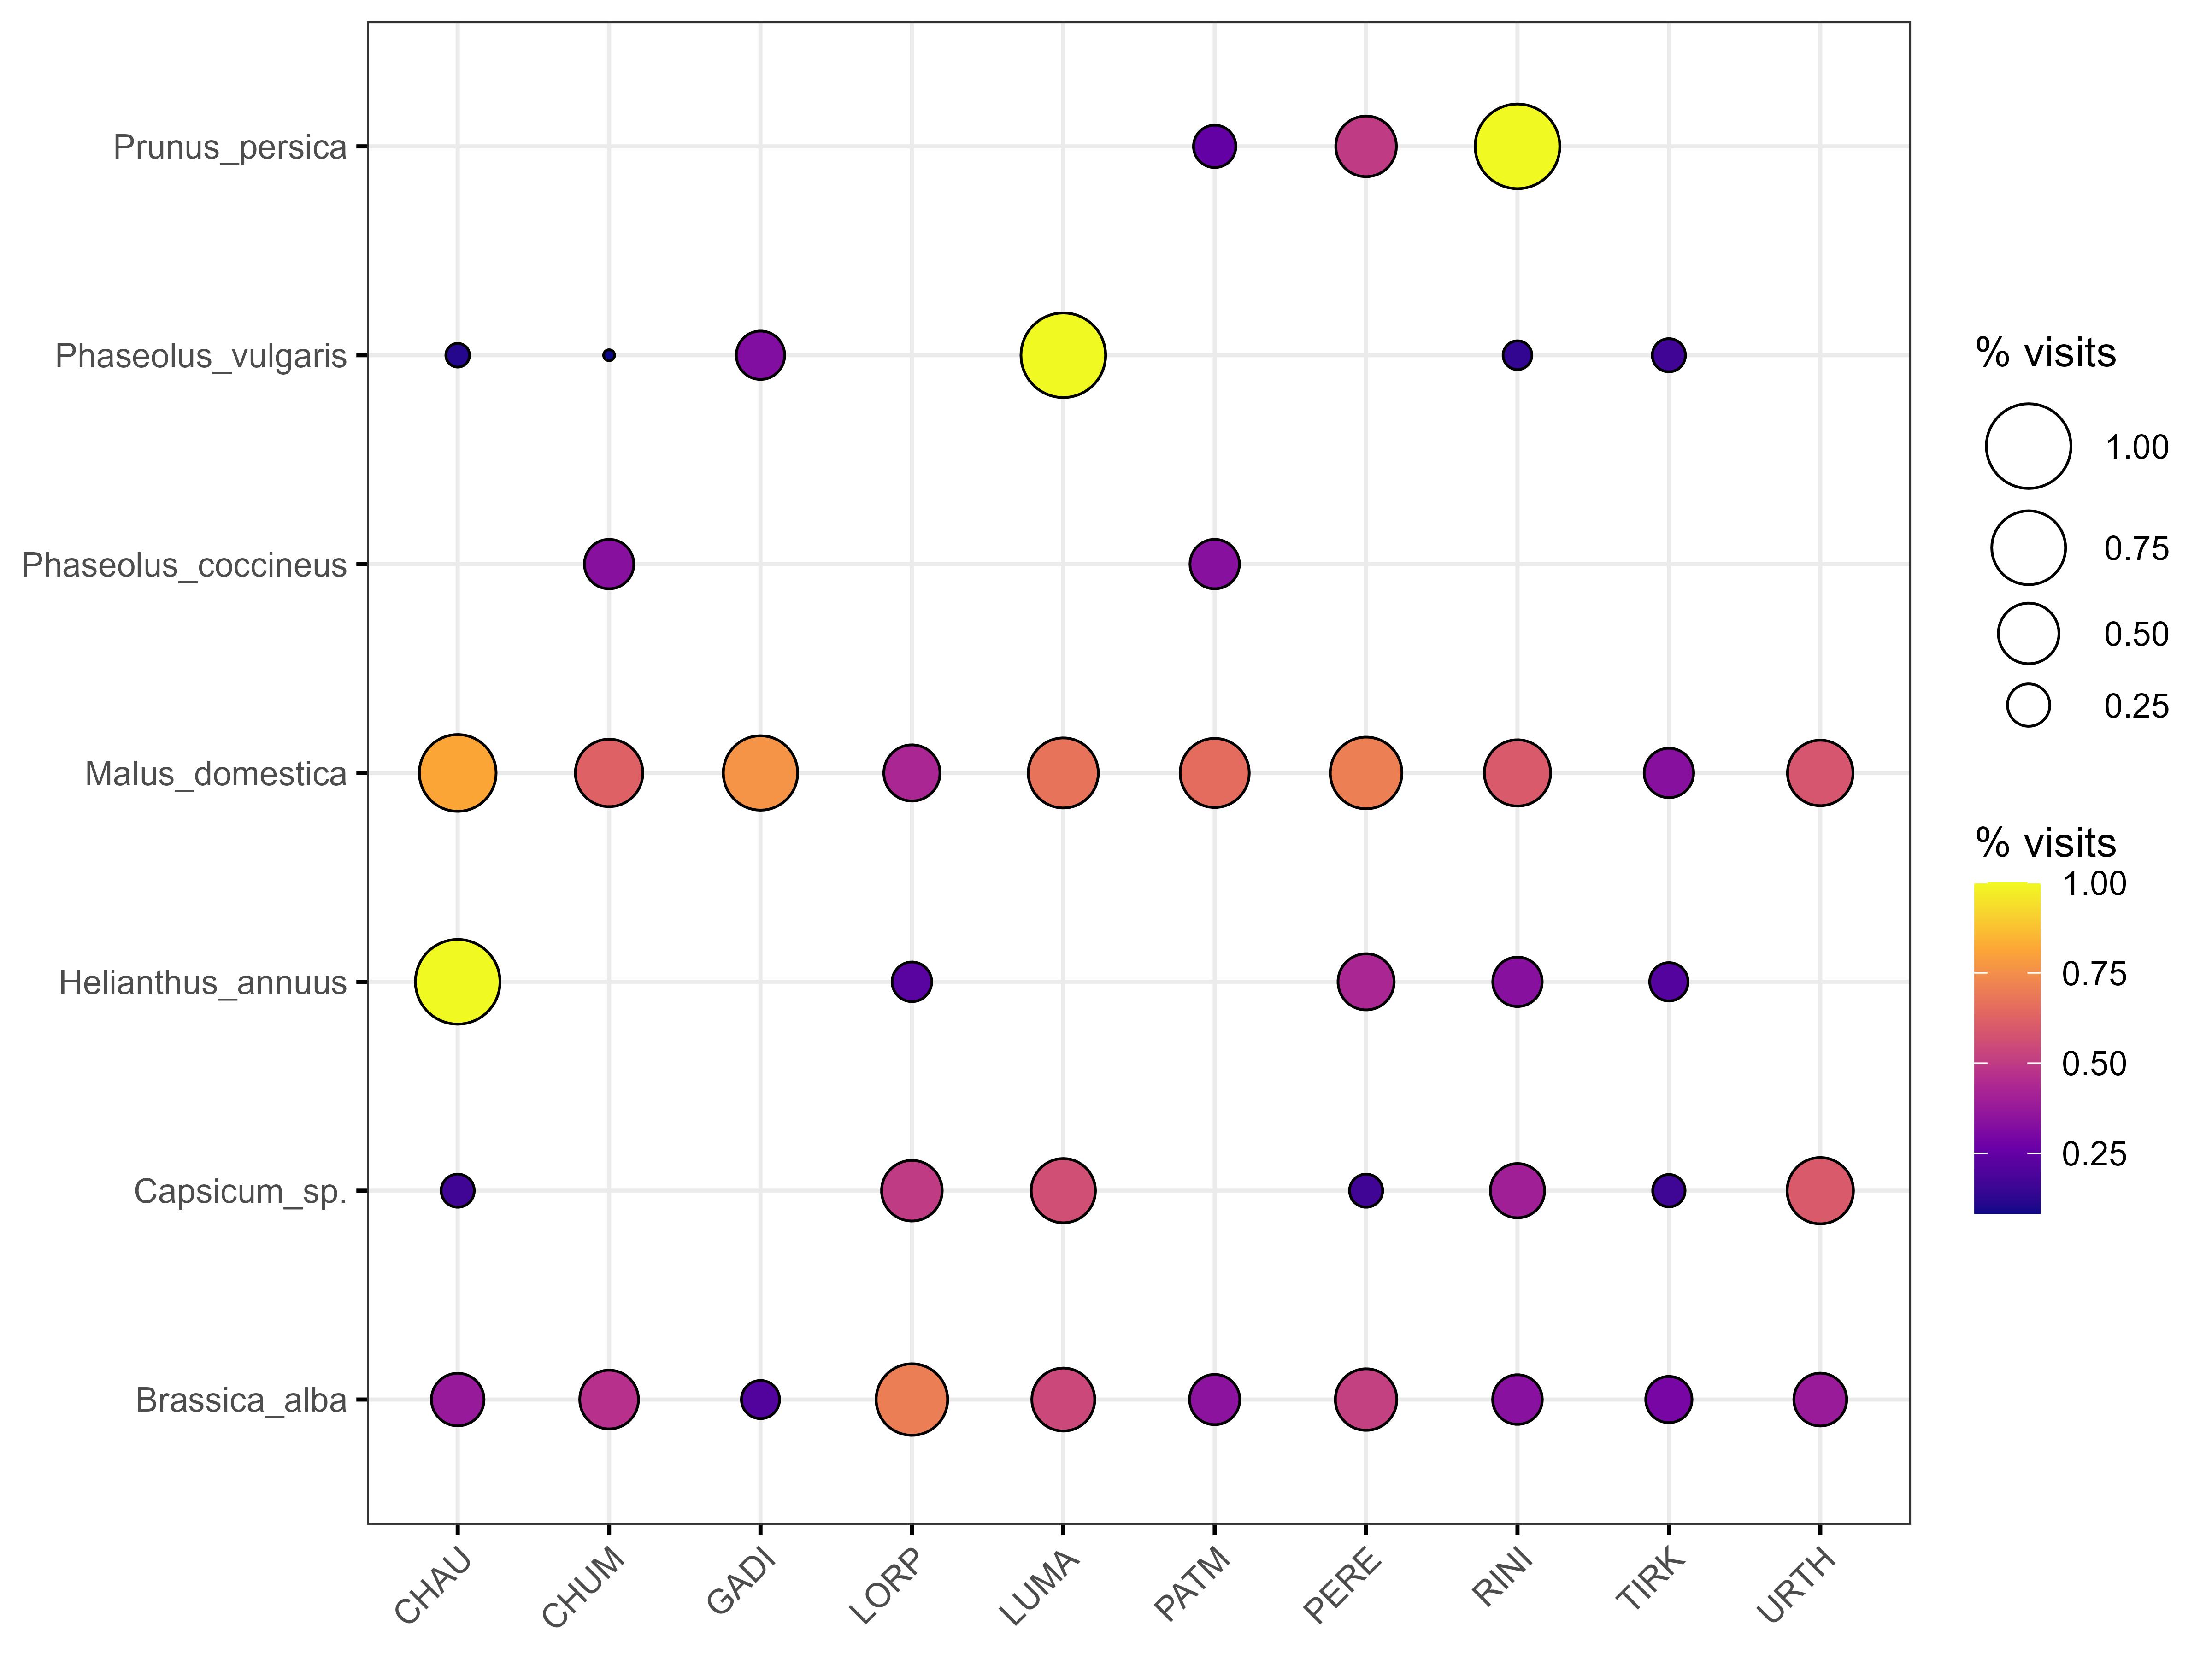 Prunus_persica
Phaseolus_vulgaris
Phaseolus_coccineus
Malus_domestica
Helianthus_annuus
Capsicum_sp.
Brassica_alba
CHAU
CHUM
GADI
LORP
LUMA
PATM
PERE
RINI
TIRK
URTH
% visits
1.00
0.75
0.50
0.25
% visits
1.00
0.75
0.50
0.25